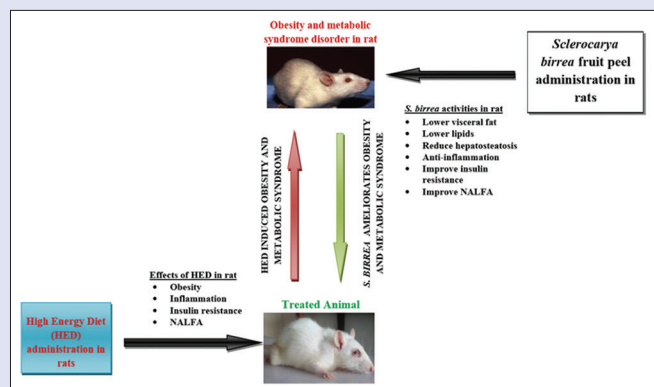 Obesity and metabolic
syndrome disorder in rat
Sclerocarya
birrea fruit peel
administration in
rats
S. birrea activities in rat
• Lower visceral fat
• Lower lipids
• Reduce hepatosteatosis
• Anti-inflammation
• Improve insulin
resistance
• Improve NALFA
HED INDUCED OBESITY AND
METABOLIC SYNDROME
S. BIRREA AMELIORATES OBESITY
AND METABOLIC SYNDROME
Effects of HED in rat
• Obesity
• Inflammation
• Insulin resistance
• NALFA
Treated Animal
High Energy Diet
(HED)
administration in
rats